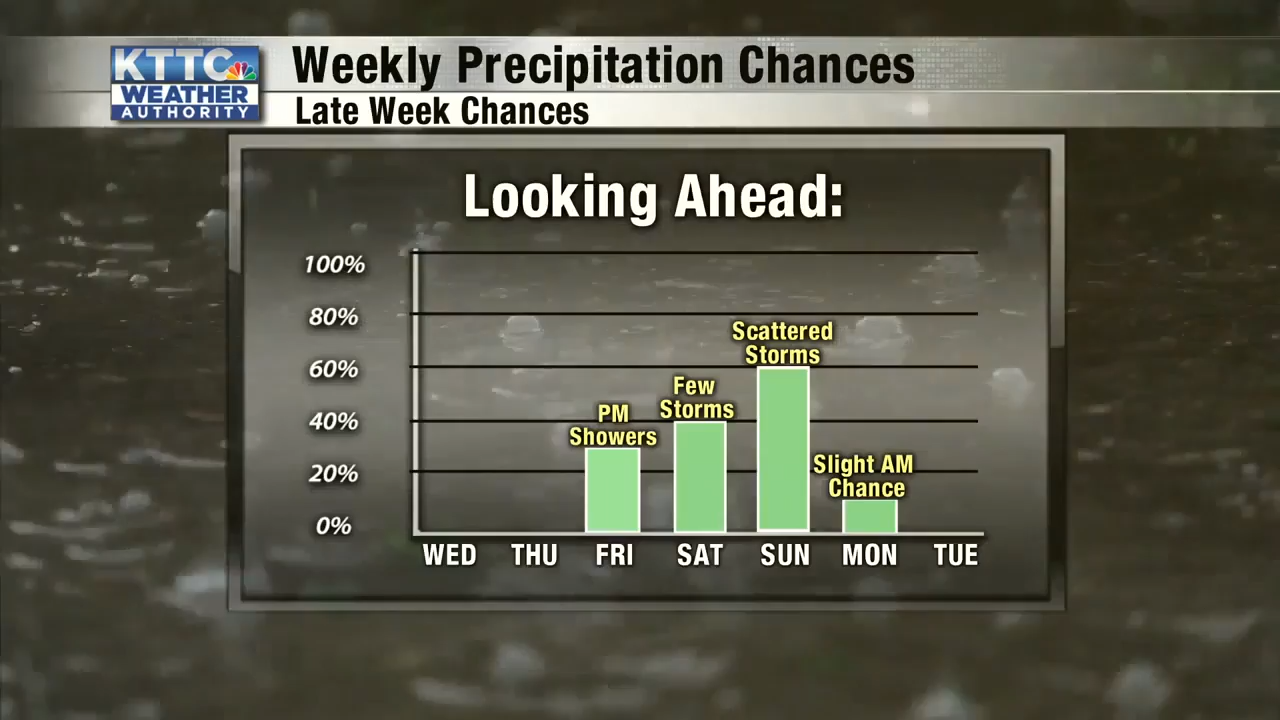 KTTC
WEATHER
AUTHORITY
Weekly Precipitation Chances
Late Week Chances
Looking Ahead:
100%
80%
60%
40%
20%
0%
PM
Showers
Few
Storms
Scattered
Storms
Slight AM
Chance
WED THU FRI SAT SUN MON TUE